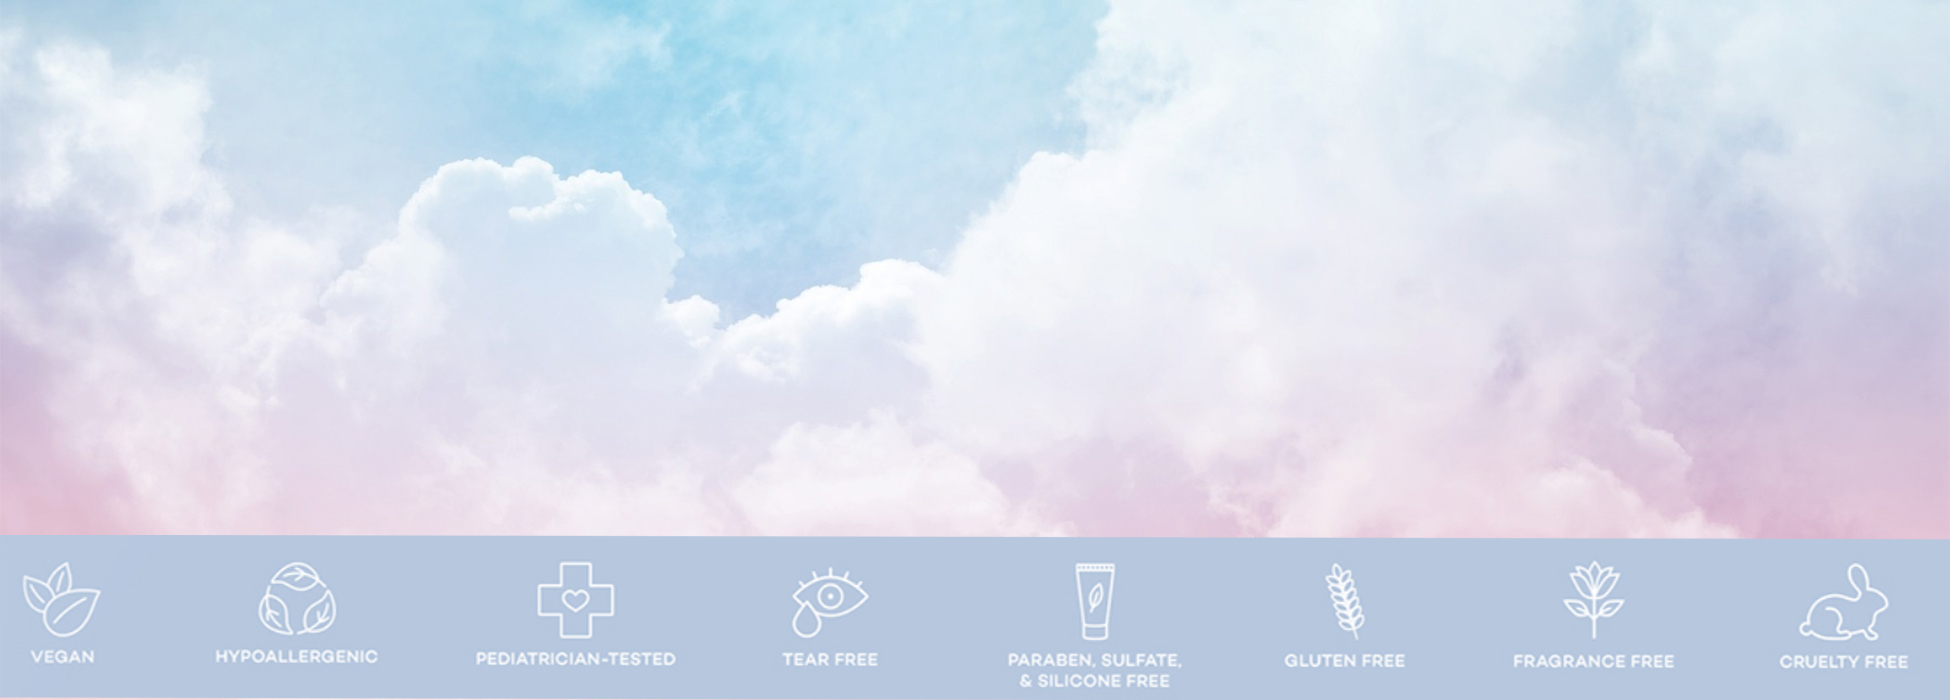 VEGAN
HYPOALLERGENIC
PEDIATRICIAN-TESTED
TEAR FREE
PARABEN, SULFATE,
& SILICONE FREE
GLUTEN FREE
FRAGRANCE FREE
CRUELTY FREE